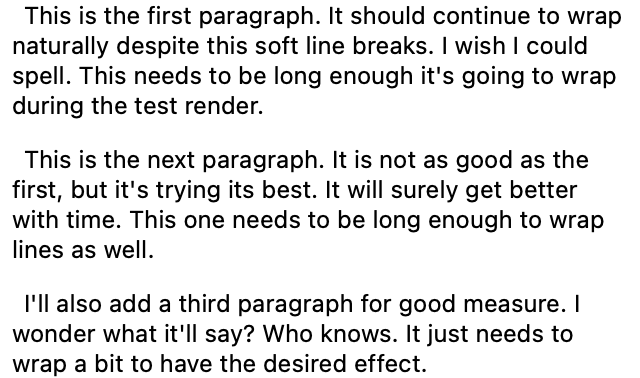 This is the first paragraph. It should continue to wrap
naturally despite this soft line breaks. I wish I could
spell. This needs to be long enough it's going to wrap
during the test render.
This is the next paragraph. It is not as good as the
first, but it's trying its best. It will surely get better
with time. This one needs to be long enough to wrap
lines as well.
I'll also add a third paragraph for good measure. I
wonder what it'll say? Who knows. It just needs to
wrap a bit to have the desired effect.